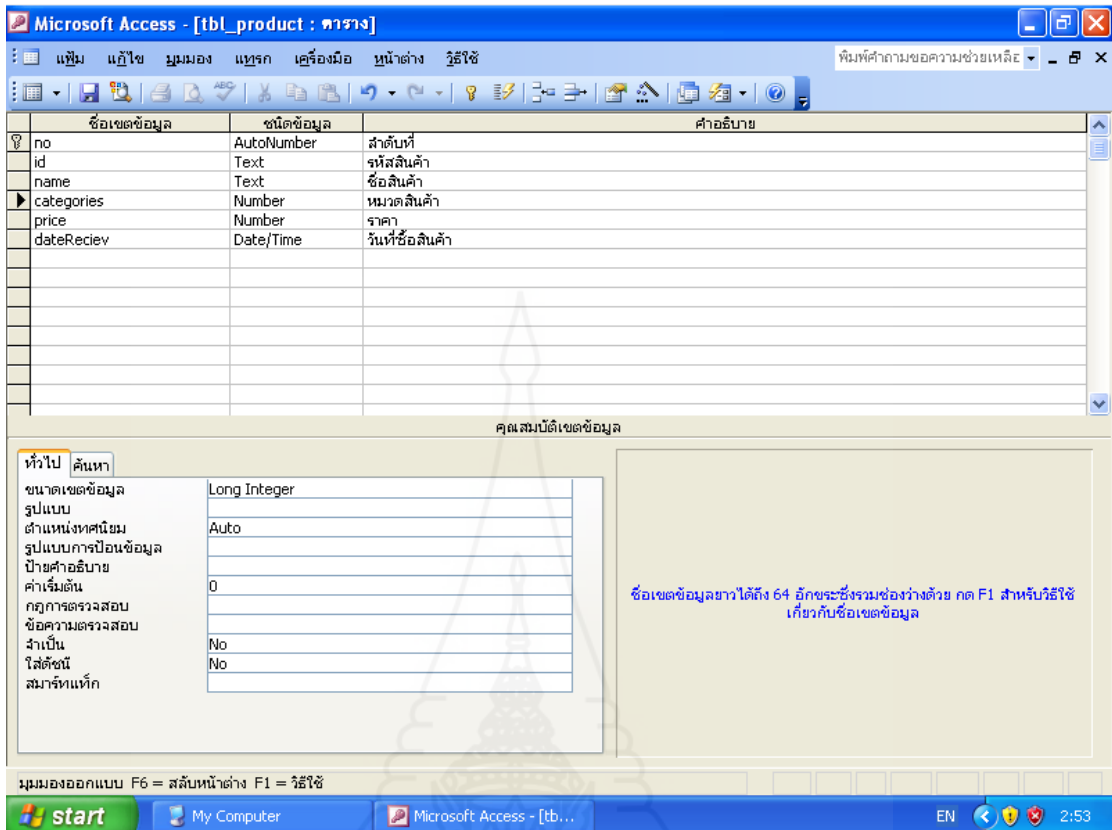 Microsoft Access - [tbl_product : ตาราง]
แฟ้ม แก้ไข มุมมอง แทรก เครื่องมือ หน้าต่าง วิธีใช้ พิมพ์คำถามขอความช่วยเหลือ
ชื่อเขตข้อมูล ชนิดข้อมูล คำอธิบาย
no AutoNumber ลำดับที่
id Text รหัสสินค้า
name Text ชื่อสินค้า
categories Number หมวดสินค้า
price Number ราคา
dateReciev Date/Time วันที่ซื้อสินค้า
คุณสมบัติเขตข้อมูล
ทั่วไป ค้นหา
ขนาดเขตข้อมูล Long Integer
รูปแบบ
ตำแหน่งทศนิยม Auto
รูปแบบการป้อนข้อมูล
ป้ายคำอธิบาย
ค่าเริ่มต้น 0
กฎการตรวจสอบ
ข้อความตรวจสอบ
จำเป็น No
ใส่ดัชนี No
สมาร์ทแท็ก
ชื่อเขตข้อมูลยาวได้ถึง 64 อักขระซึ่งรวมช่องว่างด้วย กด F1 สำหรับวิธีใช้
เกี่ยวกับชื่อเขตข้อมูล
มุมมองออกแบบ F6 = สลับหน้าต่าง F1 = วิธีใช้
start My Computer Microsoft Access - [tb... EN 2:53